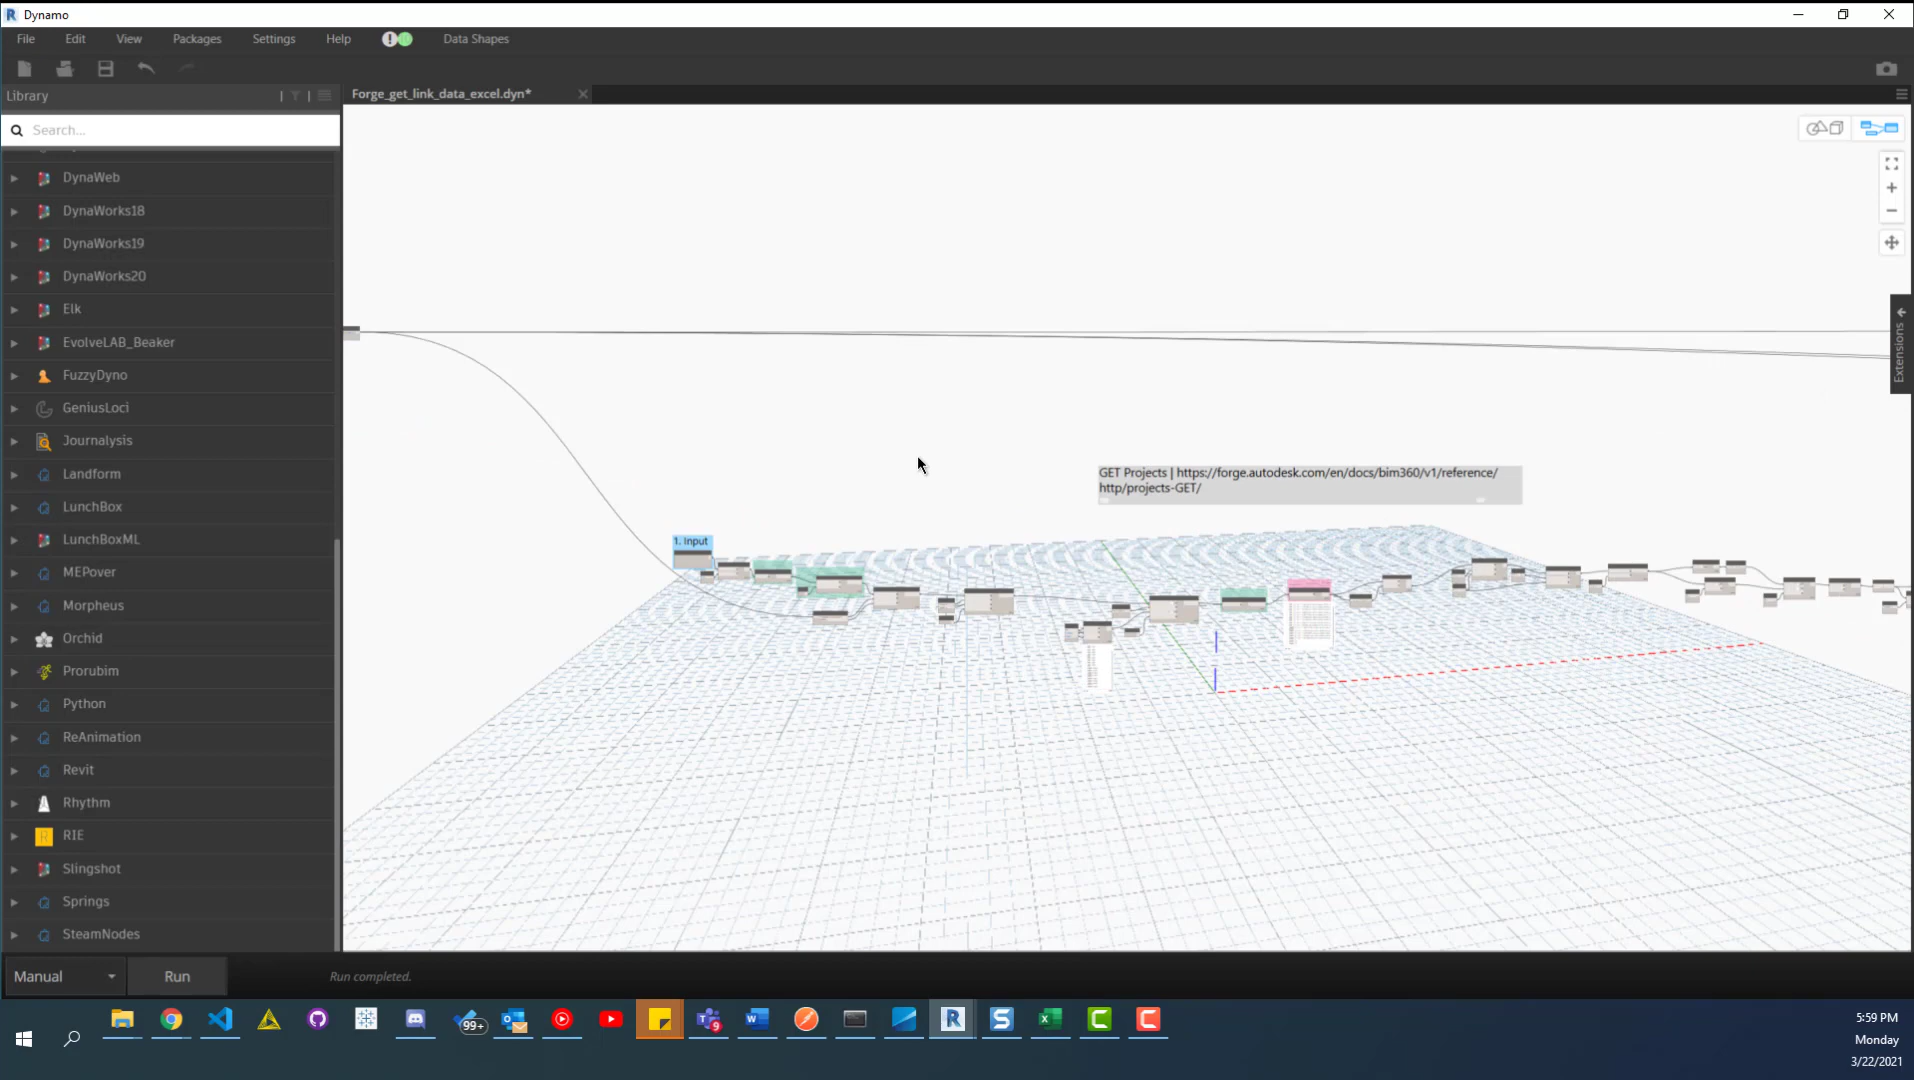 Dynamo
File Edit View Packages Settings Help Data Shapes
Library
Forge_get_link_data_excel.dyn*
Search...
DynaWeb
DynaWorks18
DynaWorks19
DynaWorks20
Elk
EvolveLAB_Beaker
FuzzyDyno
GeniusLoci
Journalysis
Landform
LunchBox
LunchBoxML
MEPover
Morpheus
Orchid
Prorubim
Python
ReAnimation
Revit
Rhythm
RIE
Slingshot
Springs
SteamNodes
Extensions
GET Projects | https://forge.autodesk.com/en/docs/bim360/v1/reference/
http/projects-GET/
1. Input
Manual
Run
Run completed.
99+
9
5:59 PM
Monday
3/22/2021